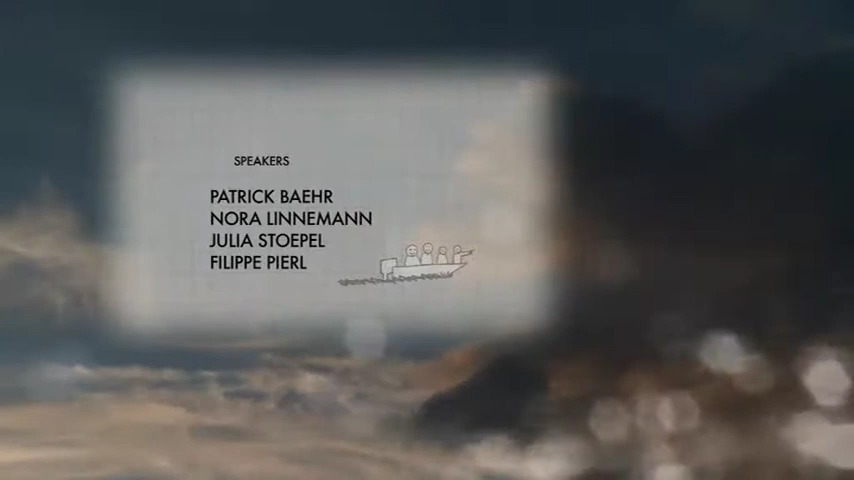 SPEAKERS
PATRICK BAEHR
NORA LINNEMANN
JULIA STOEPEL
FILIPPE PIERL